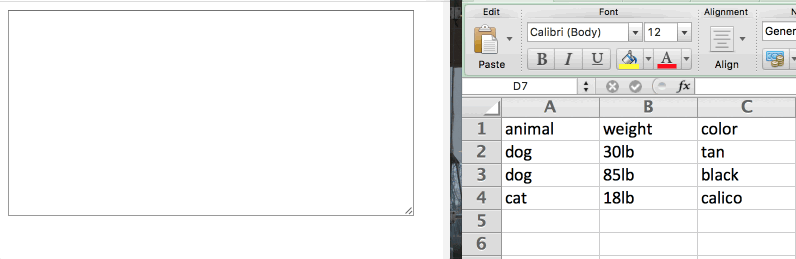 Edit Font Alignment N
Calibri (Body) 12 Gener
Paste B I U A Align
D7 fx
A B C
1 animal weight color
2 dog 30lb tan
3 dog 85lb black
4 cat 18lb calico
5
6